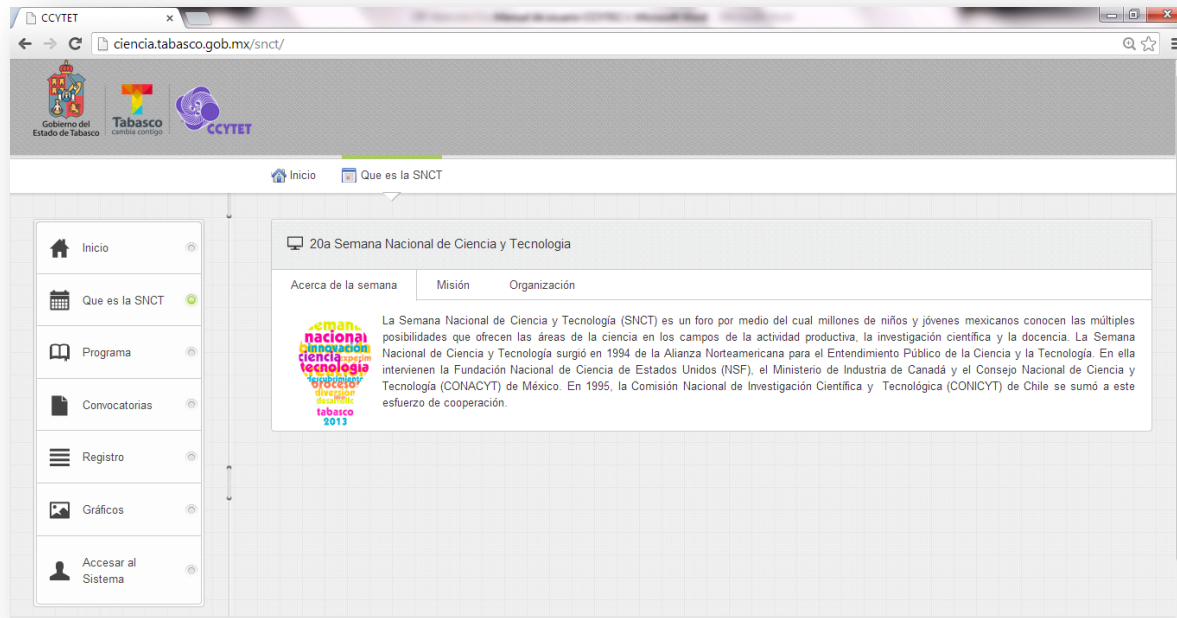 CCYTET
ciencia.tabasco.gob.mx/snct/
Gobierno del
Estado de Tabasco
Tabasco
cambia contigo
CCYTET
Inicio
Que es la SNCT
Inicio
Que es la SNCT
Programa
Convocatorias
Registro
Gráficos
Accesar al
Sistema
20a Semana Nacional de Ciencia y Tecnologia
Acerca de la semana Misión Organización
seman
nacional
innovacion
ciencia experim
tecnologia
descubrimiento
proceso
diversion
desarrollo
tabasco
2013
La Semana Nacional de Ciencia y Tecnología (SNCT) es un foro por medio del cual millones de niños y jóvenes mexicanos conocen las múltiples
posibilidades que ofrecen las áreas de la ciencia en los campos de la actividad productiva, la investigación científica y la docencia. La Semana
Nacional de Ciencia y Tecnología surgió en 1994 de la Alianza Norteamericana para el Entendimiento Público de la Ciencia y la Tecnología. En ella
intervienen la Fundación Nacional de Ciencia de Estados Unidos (NSF), el Ministerio de Industria de Canadá y el Consejo Nacional de Ciencia y
Tecnología (CONACYT) de México. En 1995, la Comisión Nacional de Investigación Científica y Tecnológica (CONICYT) de Chile se sumó a este
esfuerzo de cooperación.